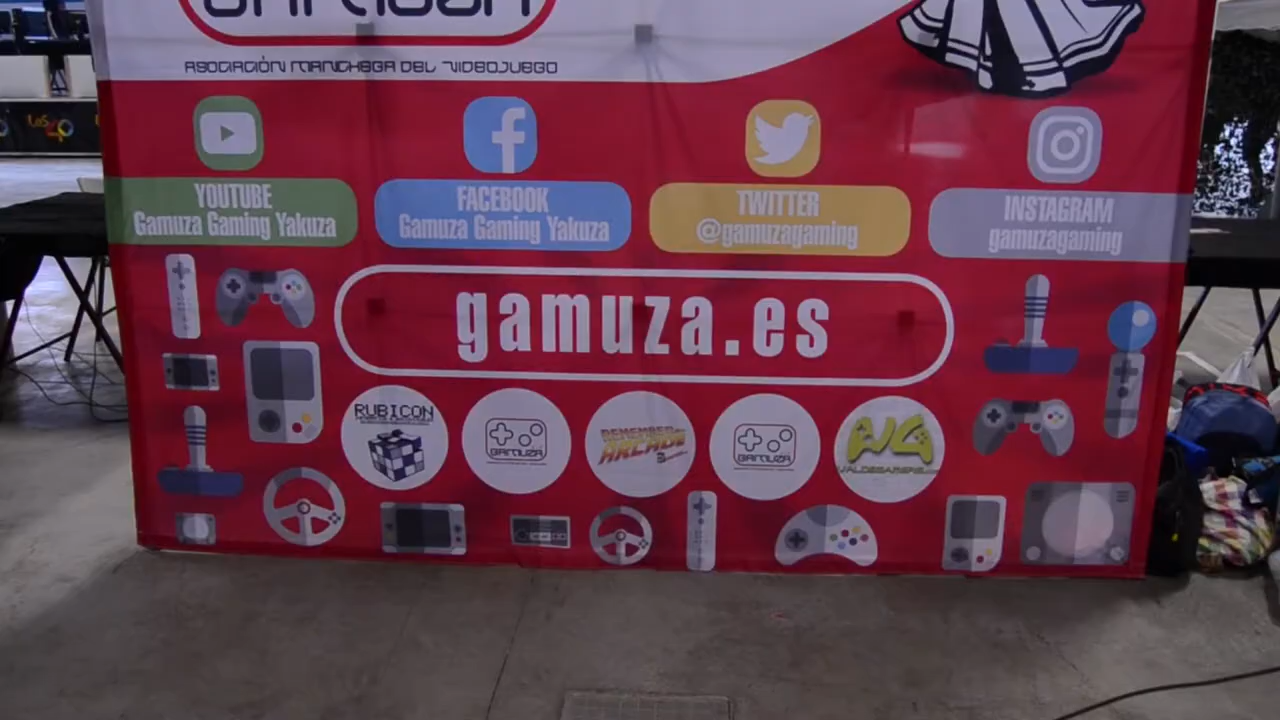 ASOCIACIÓN MANCHEGA DEL VIDEOJUEGO
YOUTUBE
Gamuza Gaming Yakuza
FACEBOOK
Gamuza Gaming Yakuza
TWITTER
@gamuzagaming
INSTAGRAM
gamuzagaming
gamuza.es
RUBICON
GAMUZA
REMEMBER
ARCADE
GAMUZA